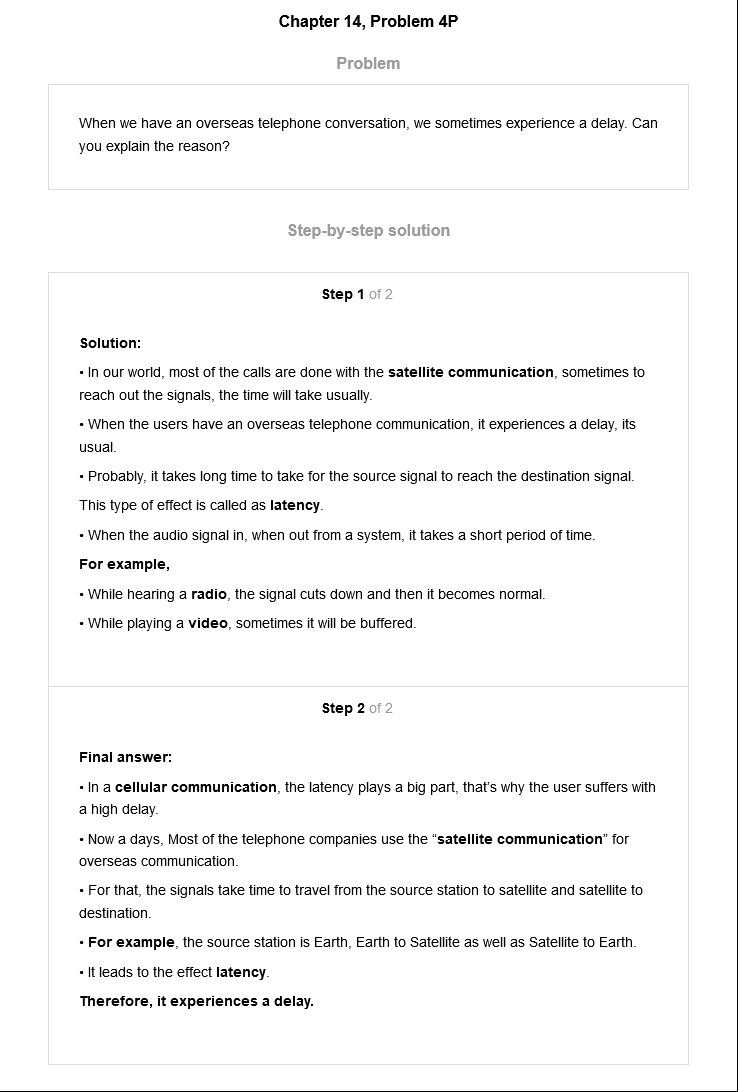 Chapter 14, Problem 4P
Problem
When we have an overseas telephone conversation, we sometimes experience a delay. Can
you explain the reason?
Step-by-step solution
Step 1 of 2
Solution:
• In our world, most of the calls are done with the satellite communication, sometimes to
reach out the signals, the time will take usually.
• When the users have an overseas telephone communication, it experiences a delay, its
usual.
• Probably, it takes long time to take for the source signal to reach the destination signal.
This type of effect is called as latency.
• When the audio signal in, when out from a system, it takes a short period of time.
For example,
• While hearing a radio, the signal cuts down and then it becomes normal.
• While playing a video, sometimes it will be buffered.
Step 2 of 2
Final answer:
• In a cellular communication, the latency plays a big part, that’s why the user suffers with
a high delay.
• Now a days, Most of the telephone companies use the “satellite communication” for
overseas communication.
• For that, the signals take time to travel from the source station to satellite and satellite to
destination.
• For example, the source station is Earth, Earth to Satellite as well as Satellite to Earth.
• It leads to the effect latency.
Therefore, it experiences a delay.